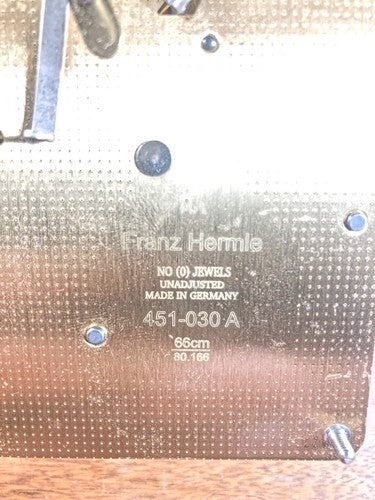 Franz Hermle
NO (0) JEWELS
UNADJUSTED
MADE IN GERMANY
451-030 A
66cm
80.166